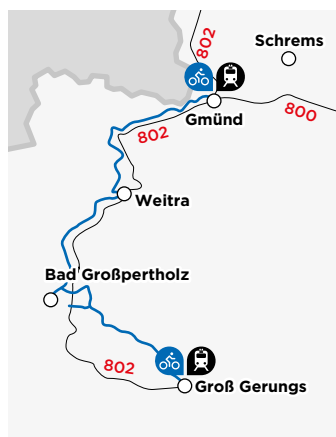 802
Schrems
Gmünd
800
802
Weitra
Bad Großpertholz
802
Groß Gerungs